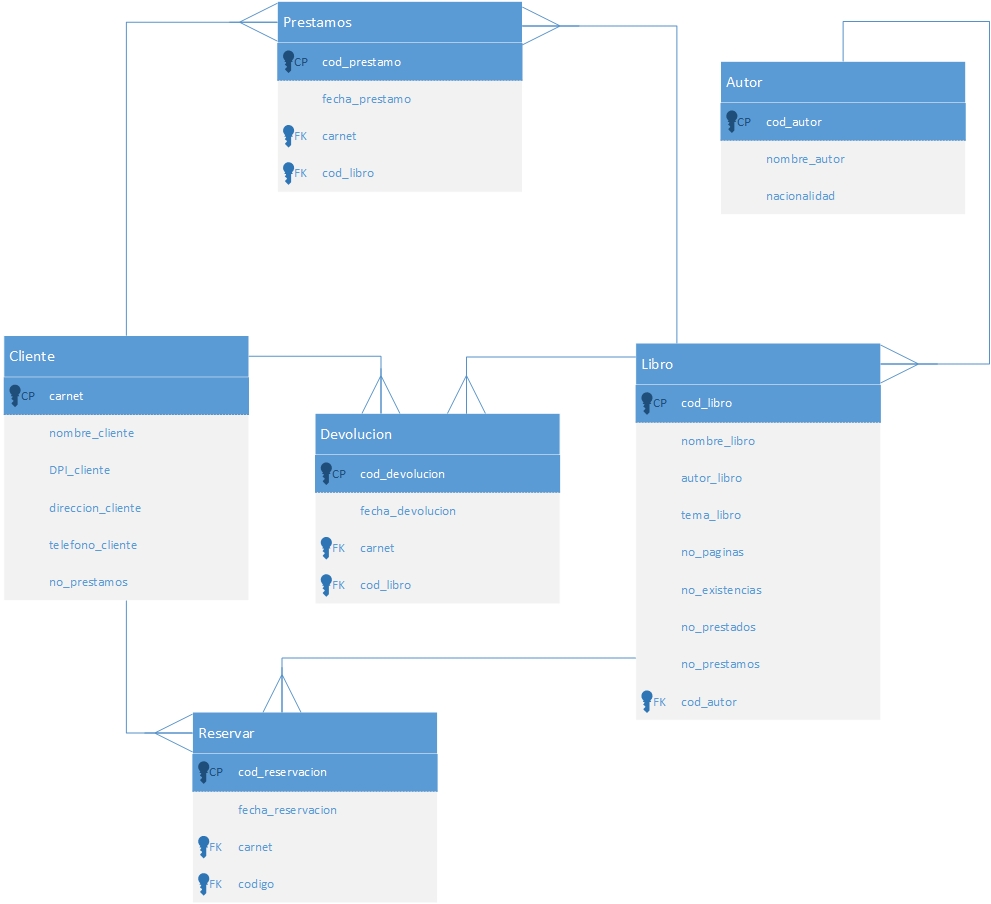 Prestamos
CP cod_prestamo
fecha_prestamo
FK carnet
FK cod_libro
Autor
CP cod_autor
nombre_autor
nacionalidad
Cliente
CP carnet
nombre_cliente
DPI_cliente
direccion_cliente
telefono_cliente
no_prestamos
Devolucion
CP cod_devolucion
fecha_devolucion
FK carnet
FK cod_libro
Libro
CP cod_libro
nombre_libro
autor_libro
tema_libro
no_paginas
no_existencias
no_prestados
no_prestamos
FK cod_autor
Reservar
CP cod_reservacion
fecha_reservacion
FK carnet
FK codigo